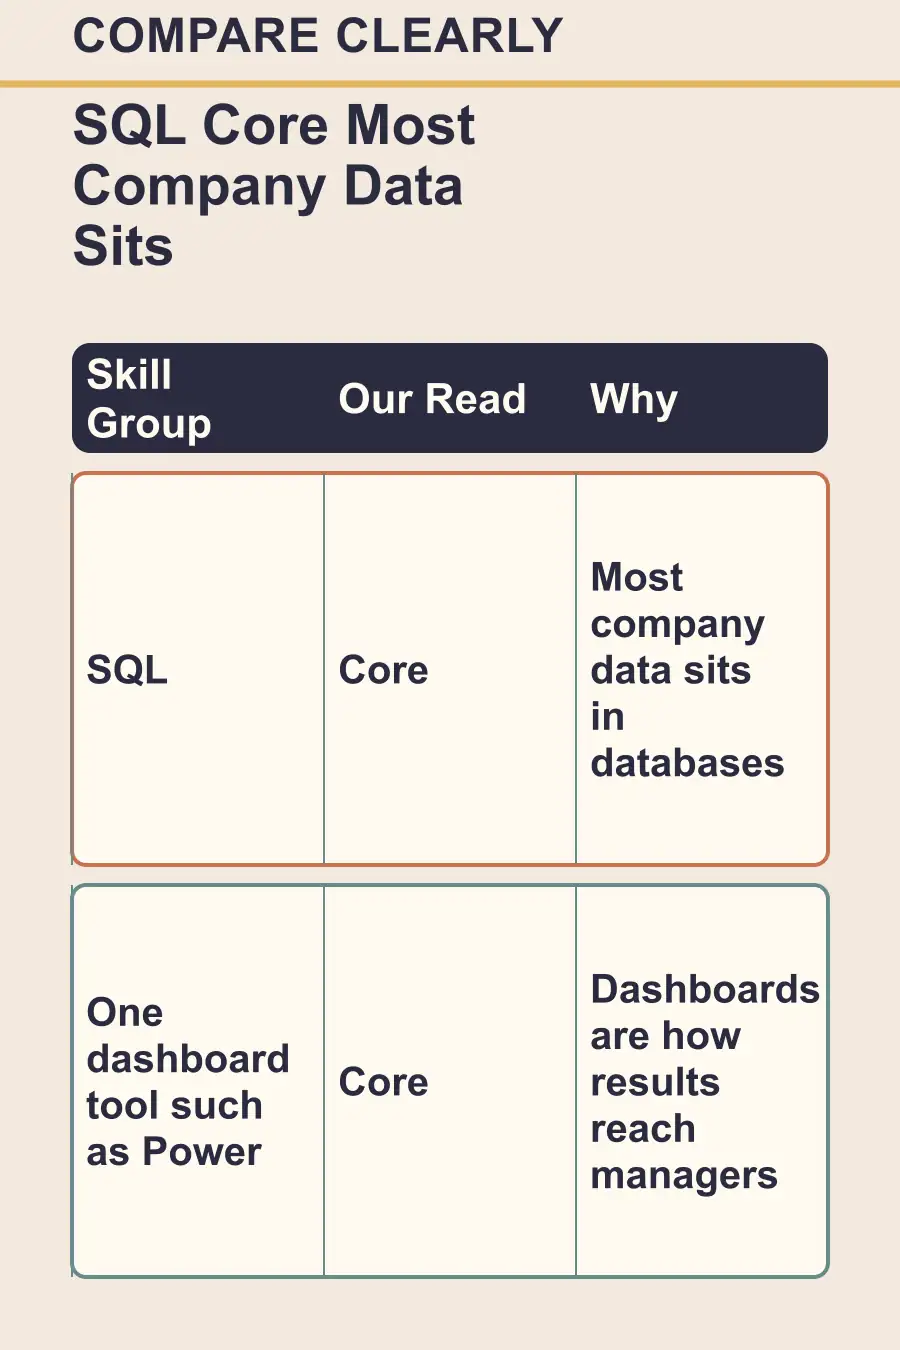 COMPARE CLEARLY
SQL Core Most
Company Data
Sits
Skill
Group
Our Read
Why
SQL
Core
Most
company
data sits
in
databases
One
dashboard
tool such
as Power
Core
Dashboards
are how
results
reach
managers